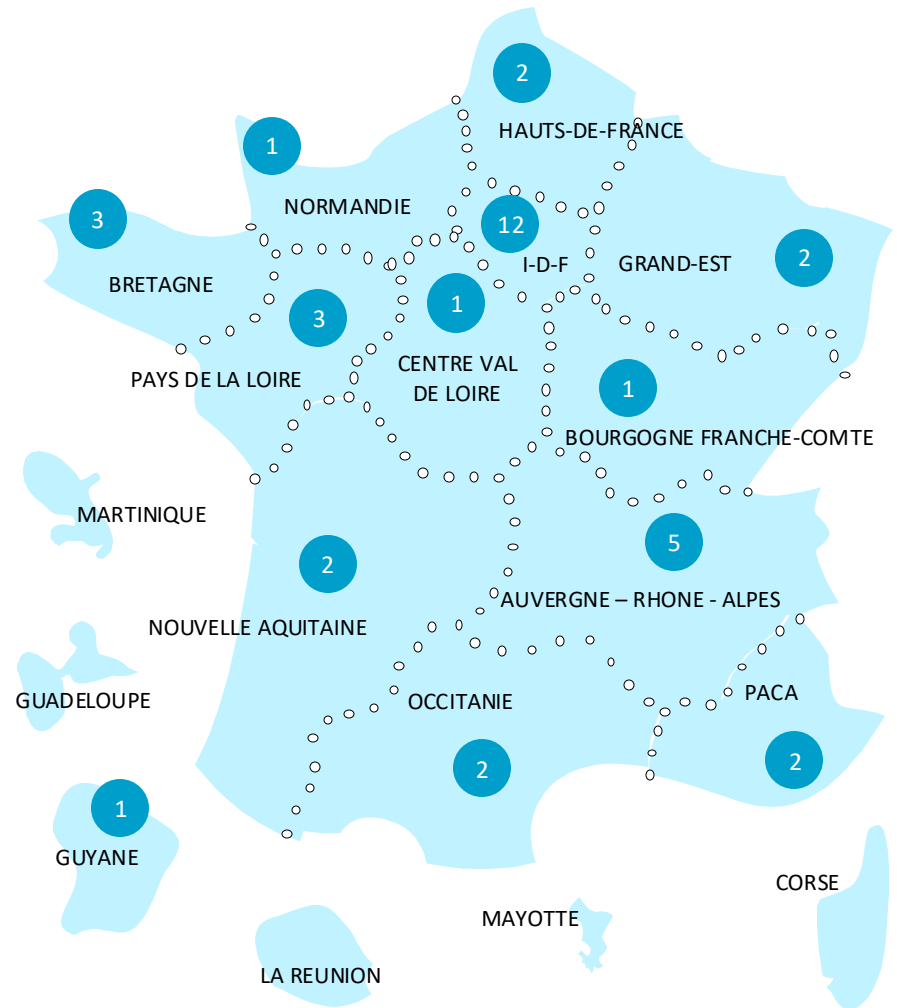 2
HAUTS-DE-FRANCE
1
NORMANDIE
3
BRETAGNE
12
I-D-F
GRAND-EST
2
3
PAYS DE LA LOIRE
1
CENTRE VAL
DE LOIRE
1
BOURGOGNE FRANCHE-COMTE
MARTINIQUE
2
NOUVELLE AQUITAINE
5
AUVERGNE – RHONE - ALPES
GUADELOUPE
OCCITANIE
2
PACA
2
1
GUYANE
CORSE
MAYOTTE
LA REUNION